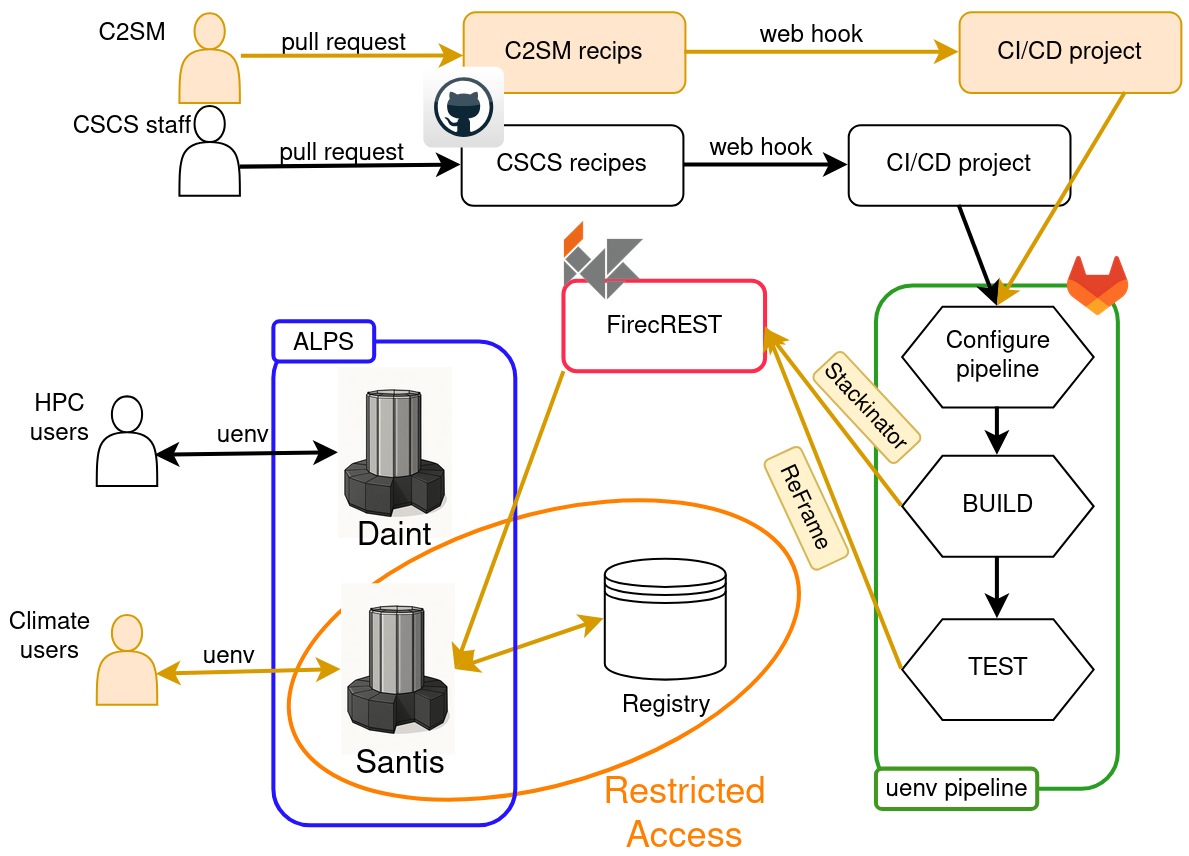 C2SM
pull request
C2SM recips
web hook
CI/CD project
CSCS staff
pull request
CSCS recipes
web hook
CI/CD project
FirecREST
ALPS
Configure
pipeline
Stackinator
HPC
users
uenv
ReFrame
BUILD
Daint
Climate
users
uenv
TEST
Registry
Santis
Restricted
Access
uenv pipeline